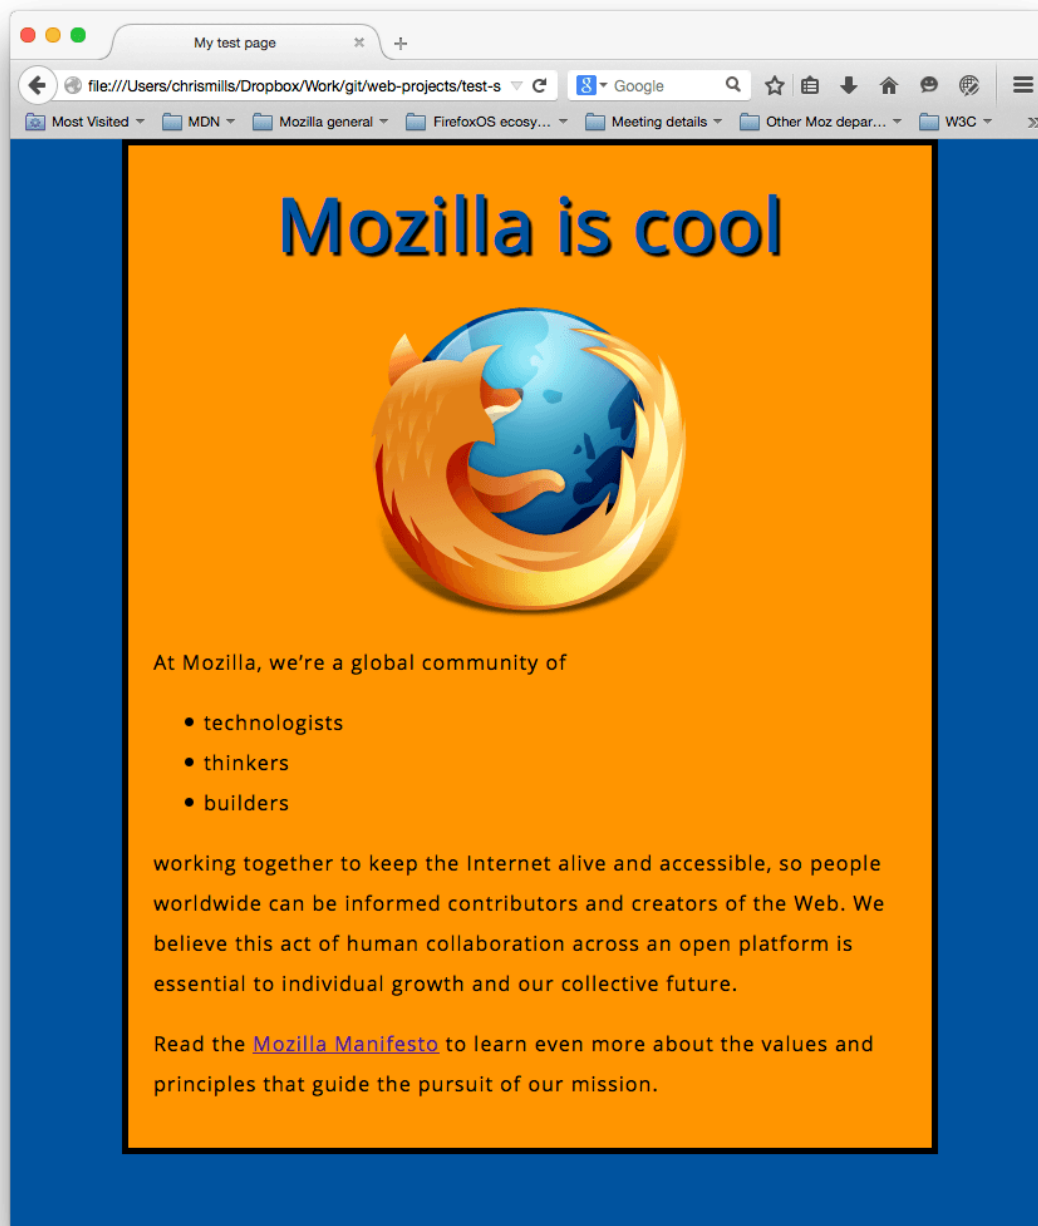 My test page
file:///Users/chrismills/Dropbox/Work/git/web-projects/test-s
8 Google
Most Visited MDN Mozilla general FirefoxOS ecosy... Meeting details Other Moz depar... W3C
Mozilla is cool
At Mozilla, we’re a global community of
• technologists
• thinkers
• builders
working together to keep the Internet alive and accessible, so people
worldwide can be informed contributors and creators of the Web. We
believe this act of human collaboration across an open platform is
essential to individual growth and our collective future.
Read the Mozilla Manifesto to learn even more about the values and
principles that guide the pursuit of our mission.